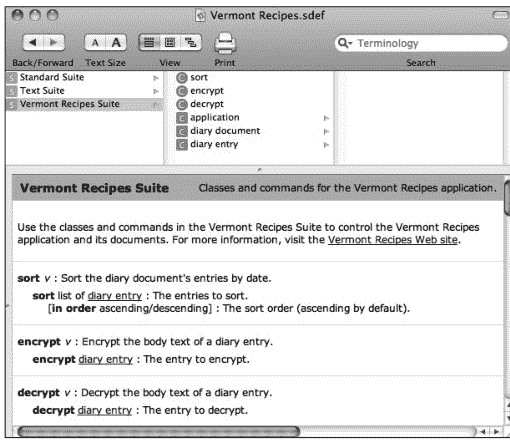 Vermont Recipes.sdef
A A
Back/Forward Text Size View Print Search
Terminology
S Standard Suite
S Text Suite
S Vermont Recipes Suite
C sort
C encrypt
C decrypt
C application
C diary document
C diary entry
Vermont Recipes Suite Classes and commands for the Vermont Recipes application.
Use the classes and commands in the Vermont Recipes Suite to control the Vermont Recipes
application and its documents. For more information, visit the Vermont Recipes Web site.
sort v : Sort the diary document's entries by date.
sort list of diary entry : The entries to sort.
[in order ascending/descending] : The sort order (ascending by default).
encrypt v : Encrypt the body text of a diary entry.
encrypt diary entry : The entry to encrypt.
decrypt v : Decrypt the body text of a diary entry.
decrypt diary entry : The entry to decrypt.